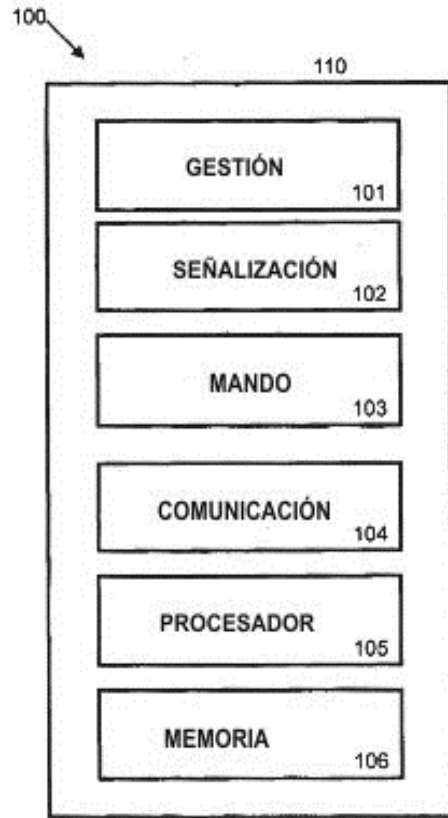 100
110
GESTIÓN
101
SEÑALIZACIÓN
102
MANDO
103
COMUNICACIÓN
104
PROCESADOR
105
MEMORIA
106